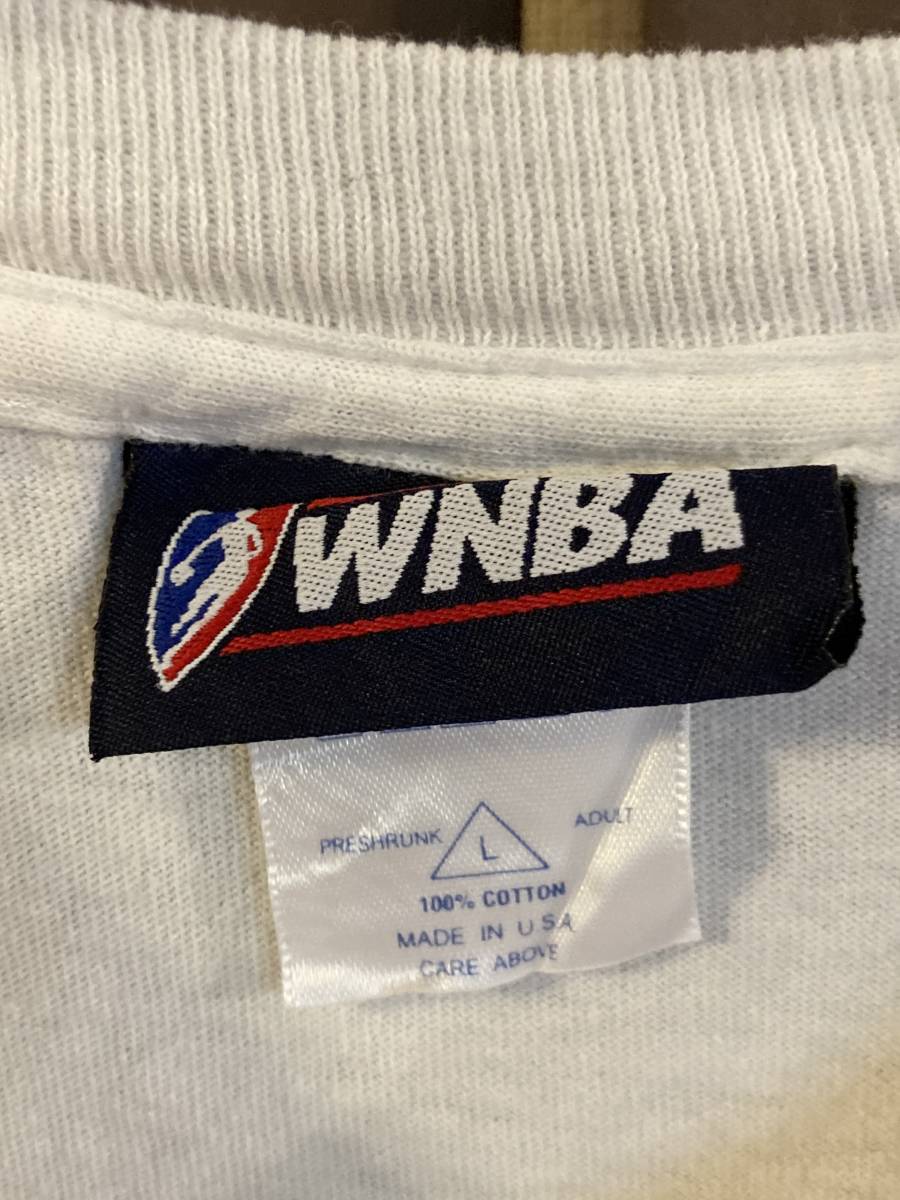 WNBA
PRESHRUNK L ADULT
100% COTTON
MADE IN U S A
CARE ABOVE